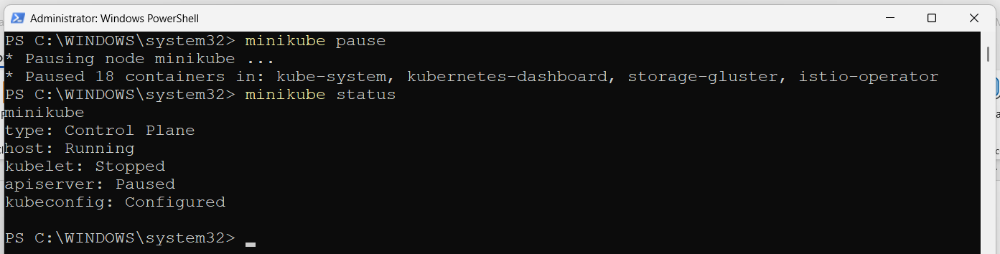 Administrator: Windows PowerShell
PS C:\WINDOWS\system32> minikube pause
* Pausing node minikube ...
* Paused 18 containers in: kube-system, kubernetes-dashboard, storage-gluster, istio-operator
PS C:\WINDOWS\system32> minikube status
minikube
type: Control Plane
host: Running
kubelet: Stopped
apiserver: Paused
kubeconfig: Configured
PS C:\WINDOWS\system32>